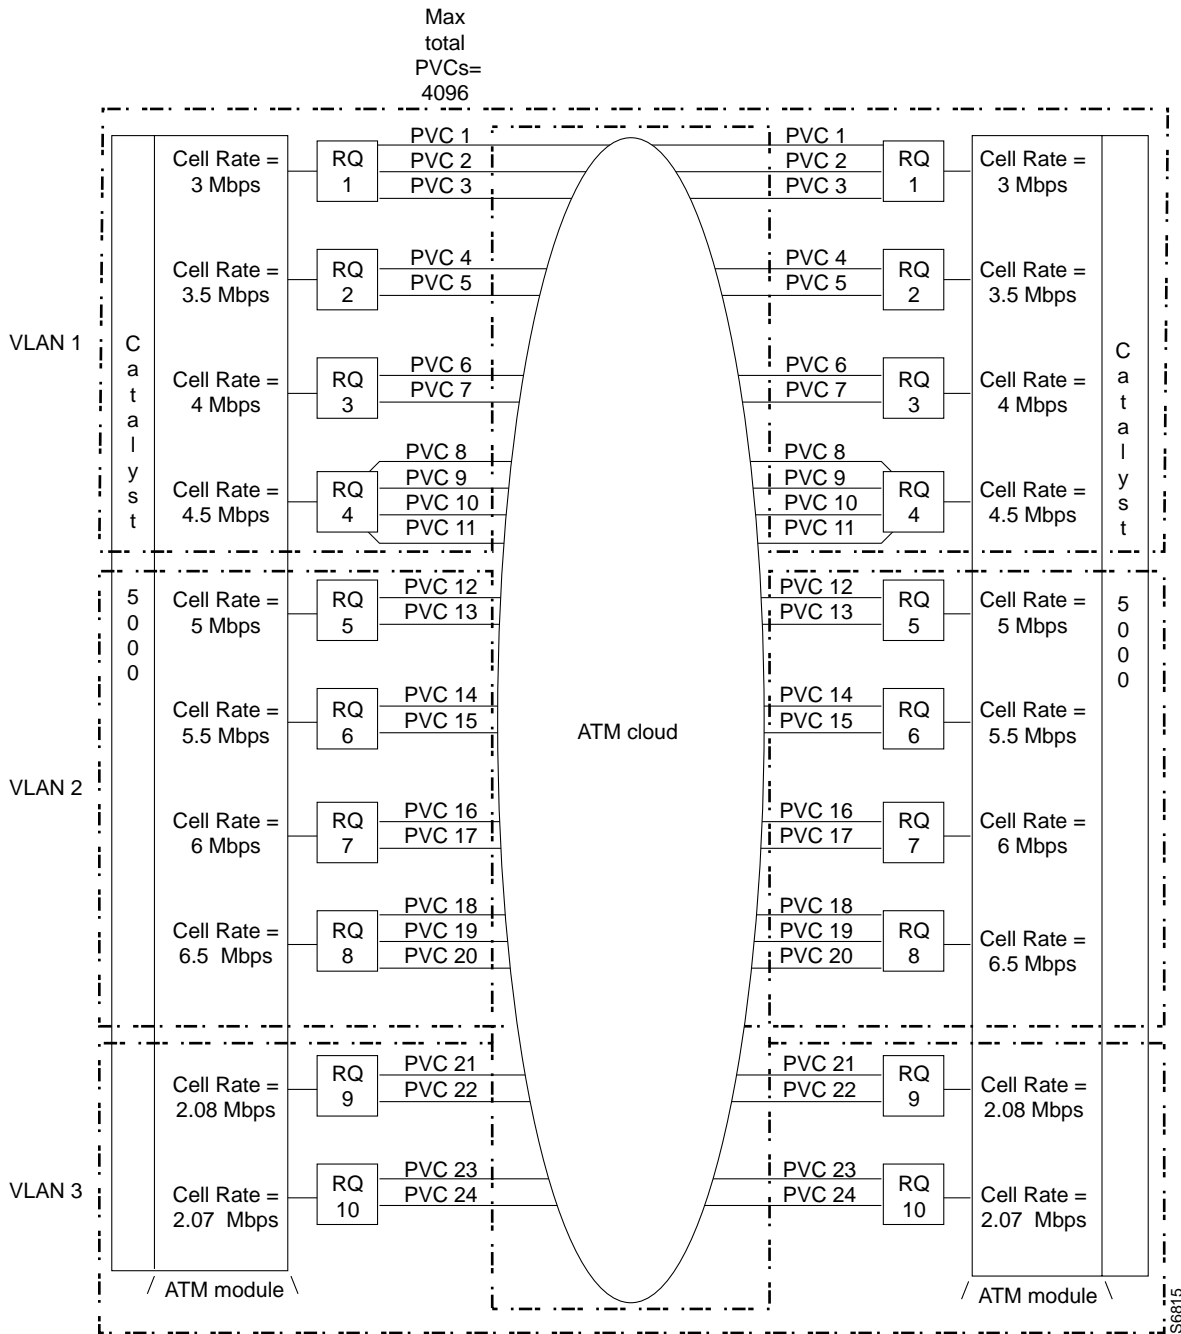 Max
total
PVCs=
4096
PVC 1
PVC 2
PVC 3
Cell Rate =
3 Mbps
RQ
1
PVC 1
PVC 2
PVC 3
RQ
1
Cell Rate =
3 Mbps
Cell Rate =
3.5 Mbps
RQ
2
PVC 4
PVC 5
PVC 4
PVC 5
RQ
2
Cell Rate =
3.5 Mbps
VLAN 1
Catalyst
Cell Rate =
4 Mbps
RQ
3
PVC 6
PVC 7
PVC 6
PVC 7
RQ
3
Cell Rate =
4 Mbps
Catalyst
Cell Rate =
4.5 Mbps
RQ
4
PVC 8
PVC 9
PVC 10
PVC 11
PVC 8
PVC 9
PVC 10
PVC 11
RQ
4
Cell Rate =
4.5 Mbps
5000
Cell Rate =
5 Mbps
RQ
5
PVC 12
PVC 13
PVC 12
PVC 13
RQ
5
Cell Rate =
5 Mbps
5000
Cell Rate =
5.5 Mbps
RQ
6
PVC 14
PVC 15
ATM cloud
PVC 14
PVC 15
RQ
6
Cell Rate =
5.5 Mbps
VLAN 2
Cell Rate =
6 Mbps
RQ
7
PVC 16
PVC 17
PVC 16
PVC 17
RQ
7
Cell Rate =
6 Mbps
Cell Rate =
6.5 Mbps
RQ
8
PVC 18
PVC 19
PVC 20
PVC 18
PVC 19
PVC 20
RQ
8
Cell Rate =
6.5 Mbps
Cell Rate =
2.08 Mbps
RQ
9
PVC 21
PVC 22
PVC 21
PVC 22
RQ
9
Cell Rate =
2.08 Mbps
VLAN 3
Cell Rate =
2.07 Mbps
RQ
10
PVC 23
PVC 24
PVC 23
PVC 24
RQ
10
Cell Rate =
2.07 Mbps
ATM module
ATM module
S6815